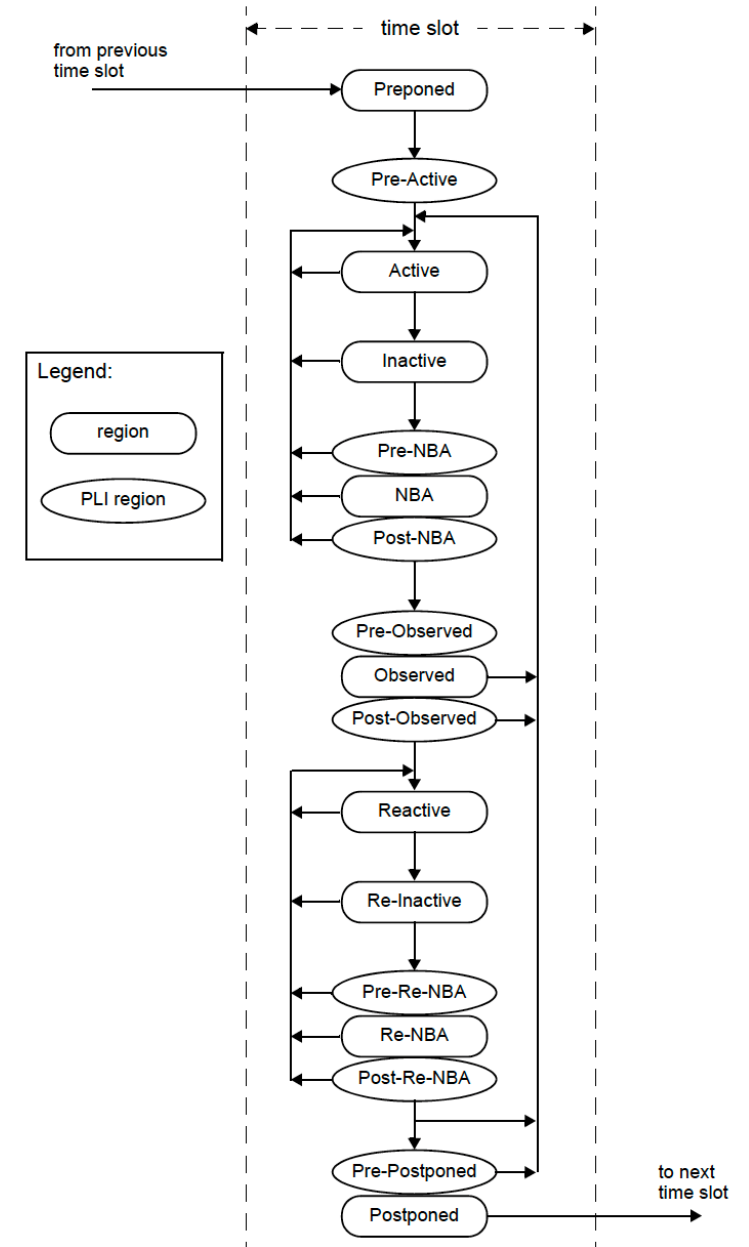 time slot
from previous
time slot
Preponed
Pre-Active
Active
Inactive
Legend:
region
PLI region
Pre-NBA
NBA
Post-NBA
Pre-Observed
Observed
Post-Observed
Reactive
Re-Inactive
Pre-Re-NBA
Re-NBA
Post-Re-NBA
Pre-Postponed
Postponed
to next
time slot